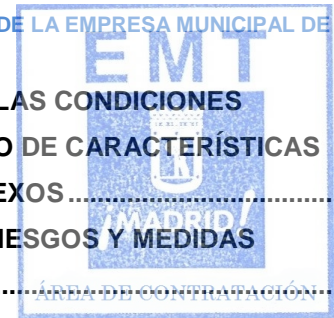 DE LA EMPRESA MUNICIPAL DE
EMT
LAS CONDICIONES
O DE CARACTERÍSTICAS
EXOS ..............................
¡MADRID!
IESGOS Y MEDIDAS
..............................
ÁREA DE CONTRATACIÓN